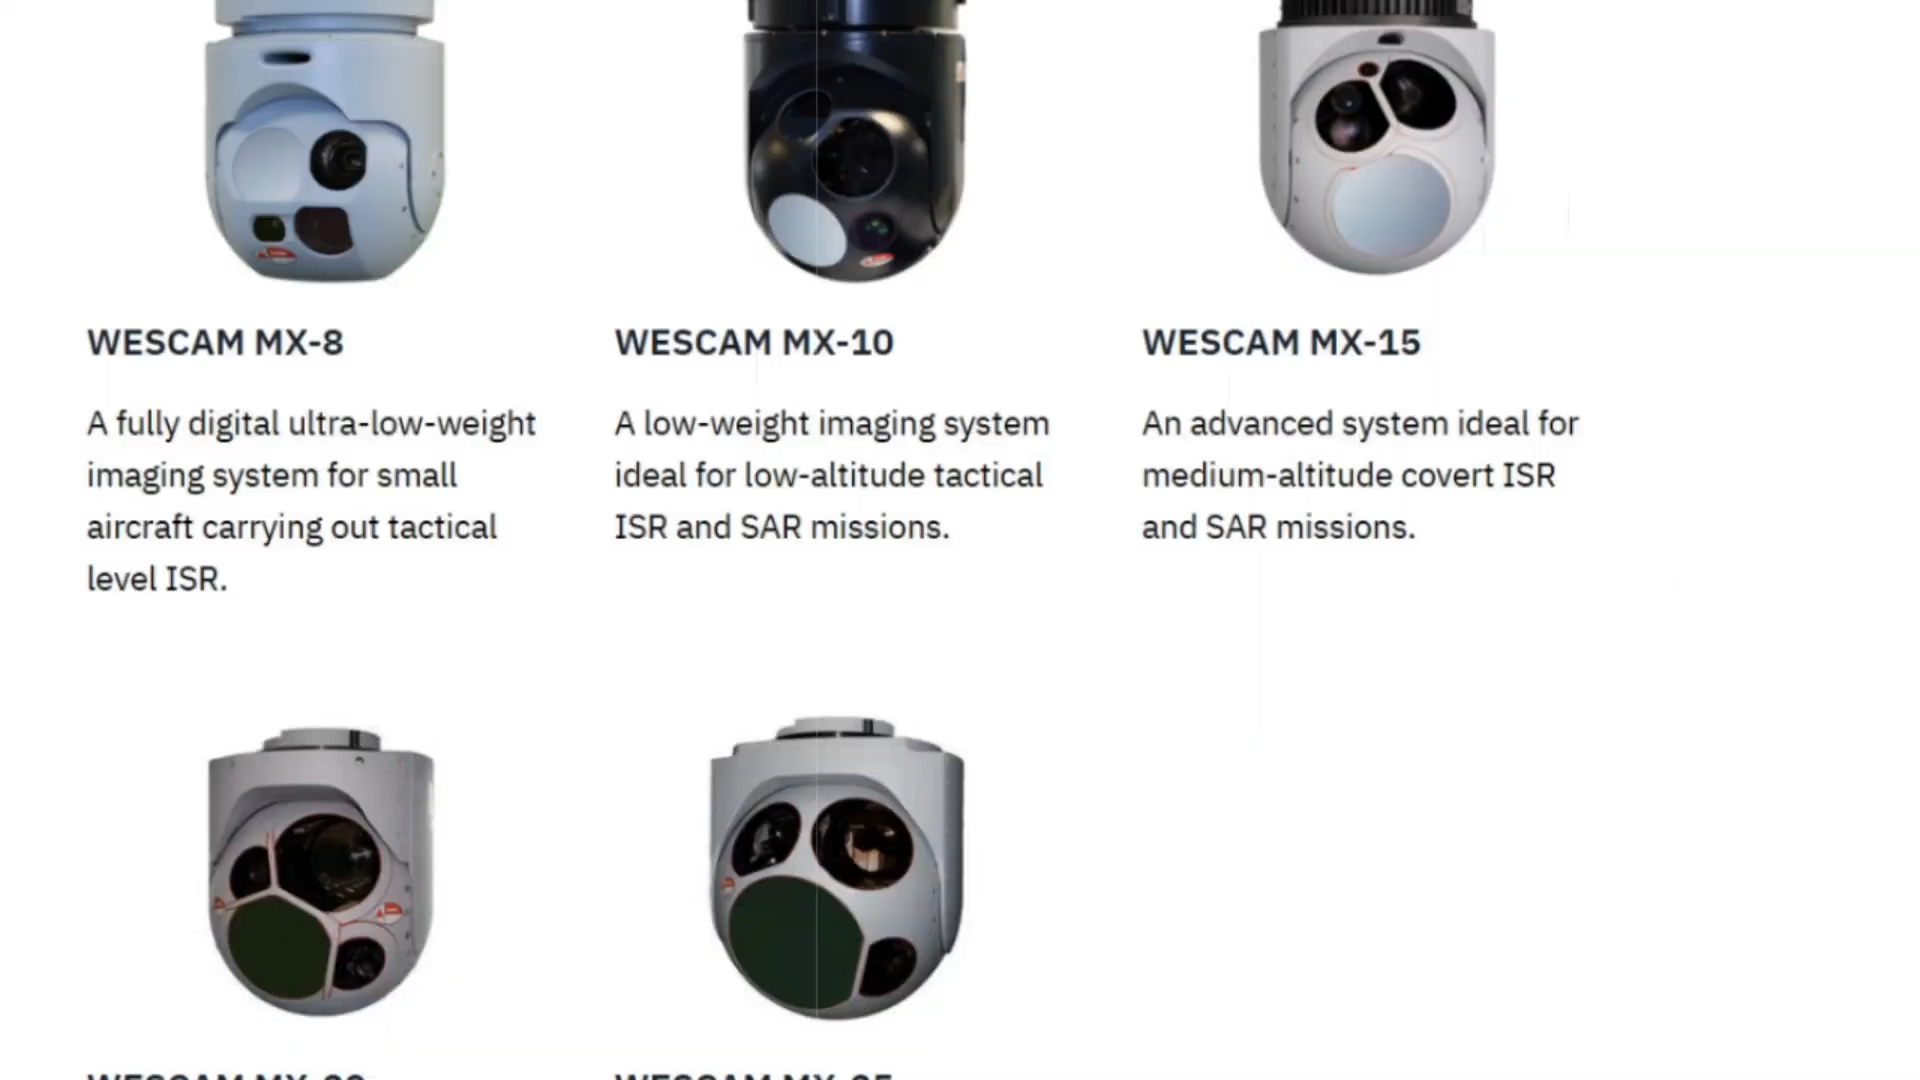 WESCAM MX-8
A fully digital ultra-low-weight
imaging system for small
aircraft carrying out tactical
level ISR.
WESCAM MX-10
A low-weight imaging system
ideal for low-altitude tactical
ISR and SAR missions.
WESCAM MX-15
An advanced system ideal for
medium-altitude covert ISR
and SAR missions.
WESCAM
WESCAM